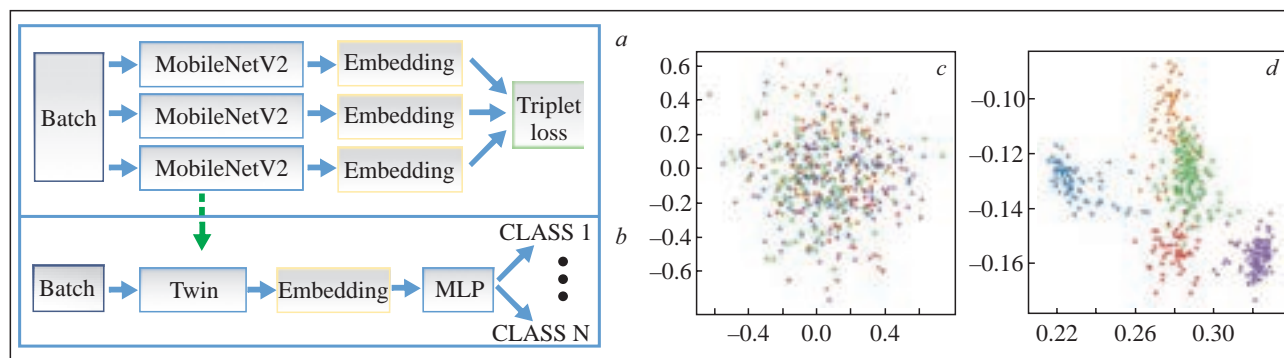 a
MobileNetV2
Embedding
Batch
MobileNetV2
Embedding
Triplet
loss
MobileNetV2
Embedding
b
CLASS 1
Batch
Twin
Embedding
MLP
CLASS N
c
0.6
0.4
0.2
0.0
−0.2
−0.4
−0.6
−0.4
0.0
0.4
d
−0.10
−0.12
−0.14
−0.16
0.22
0.26
0.30